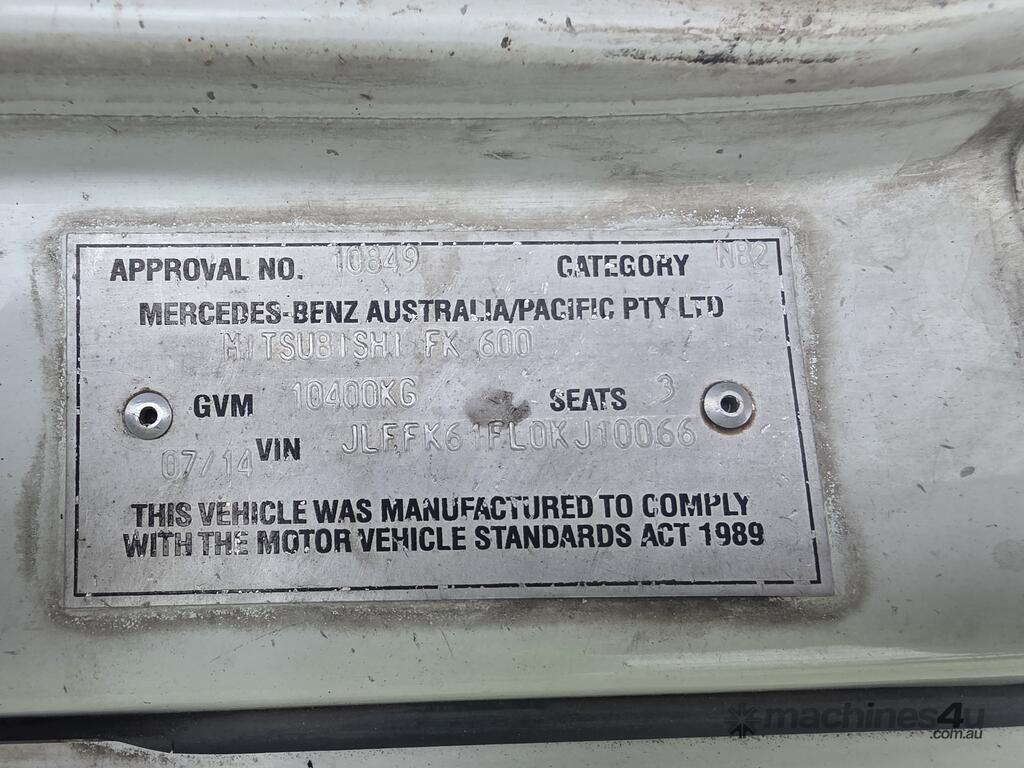 APPROVAL NO. 10849 CATEGORY NB2
MERCEDES-BENZ AUSTRALIA/PACIFIC PTY LTD
MITSUBISHI FK 600
GVM 10400KG SEATS 3
07/14 VIN JLFFK61FL0KJ10066
THIS VEHICLE WAS MANUFACTURED TO COMPLY
WITH THE MOTOR VEHICLE STANDARDS ACT 1989
machines4u
.com.au